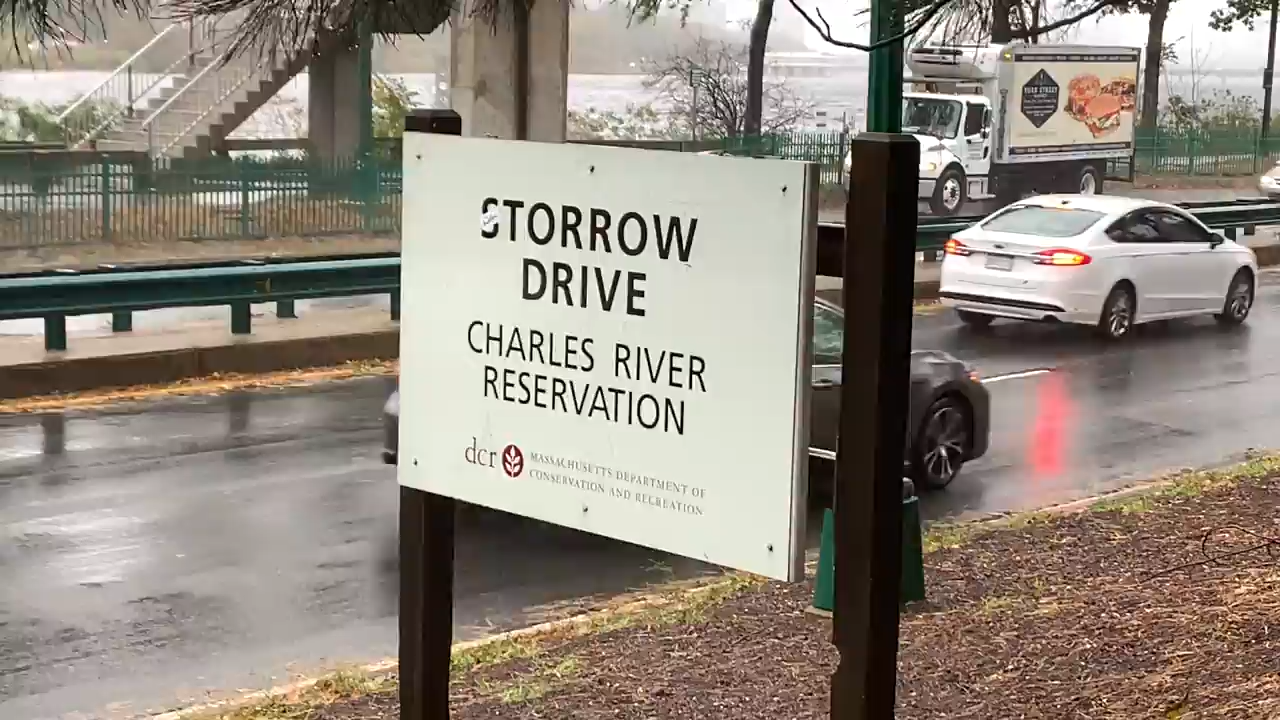 STORROW
DRIVE
CHARLES RIVER
RESERVATION
dcr
MASSACHUSETTS DEPARTMENT OF
CONSERVATION AND RECREATION